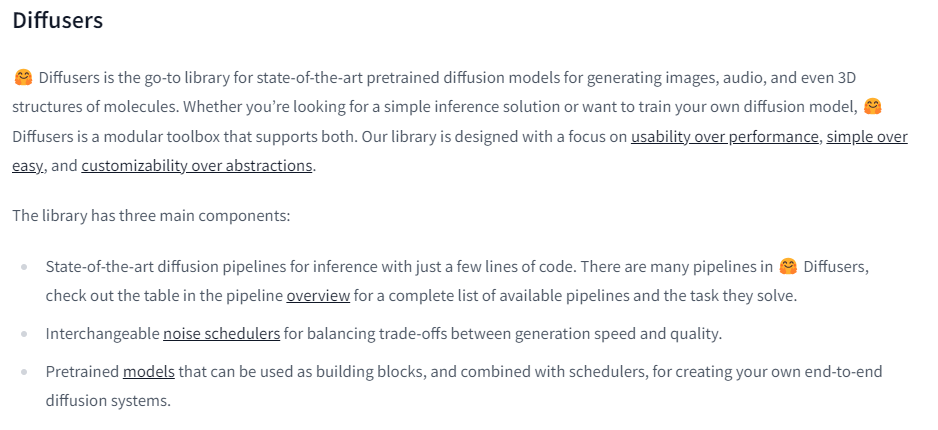 Diffusers
🤗 Diffusers is the go-to library for state-of-the-art pretrained diffusion models for generating images, audio, and even 3D
structures of molecules. Whether you’re looking for a simple inference solution or want to train your own diffusion model, 🤗
Diffusers is a modular toolbox that supports both. Our library is designed with a focus on usability over performance, simple over
easy, and customizability over abstractions.
The library has three main components:
• State-of-the-art diffusion pipelines for inference with just a few lines of code. There are many pipelines in 🤗 Diffusers,
check out the table in the pipeline overview for a complete list of available pipelines and the task they solve.
• Interchangeable noise schedulers for balancing trade-offs between generation speed and quality.
• Pretrained models that can be used as building blocks, and combined with schedulers, for creating your own end-to-end
diffusion systems.